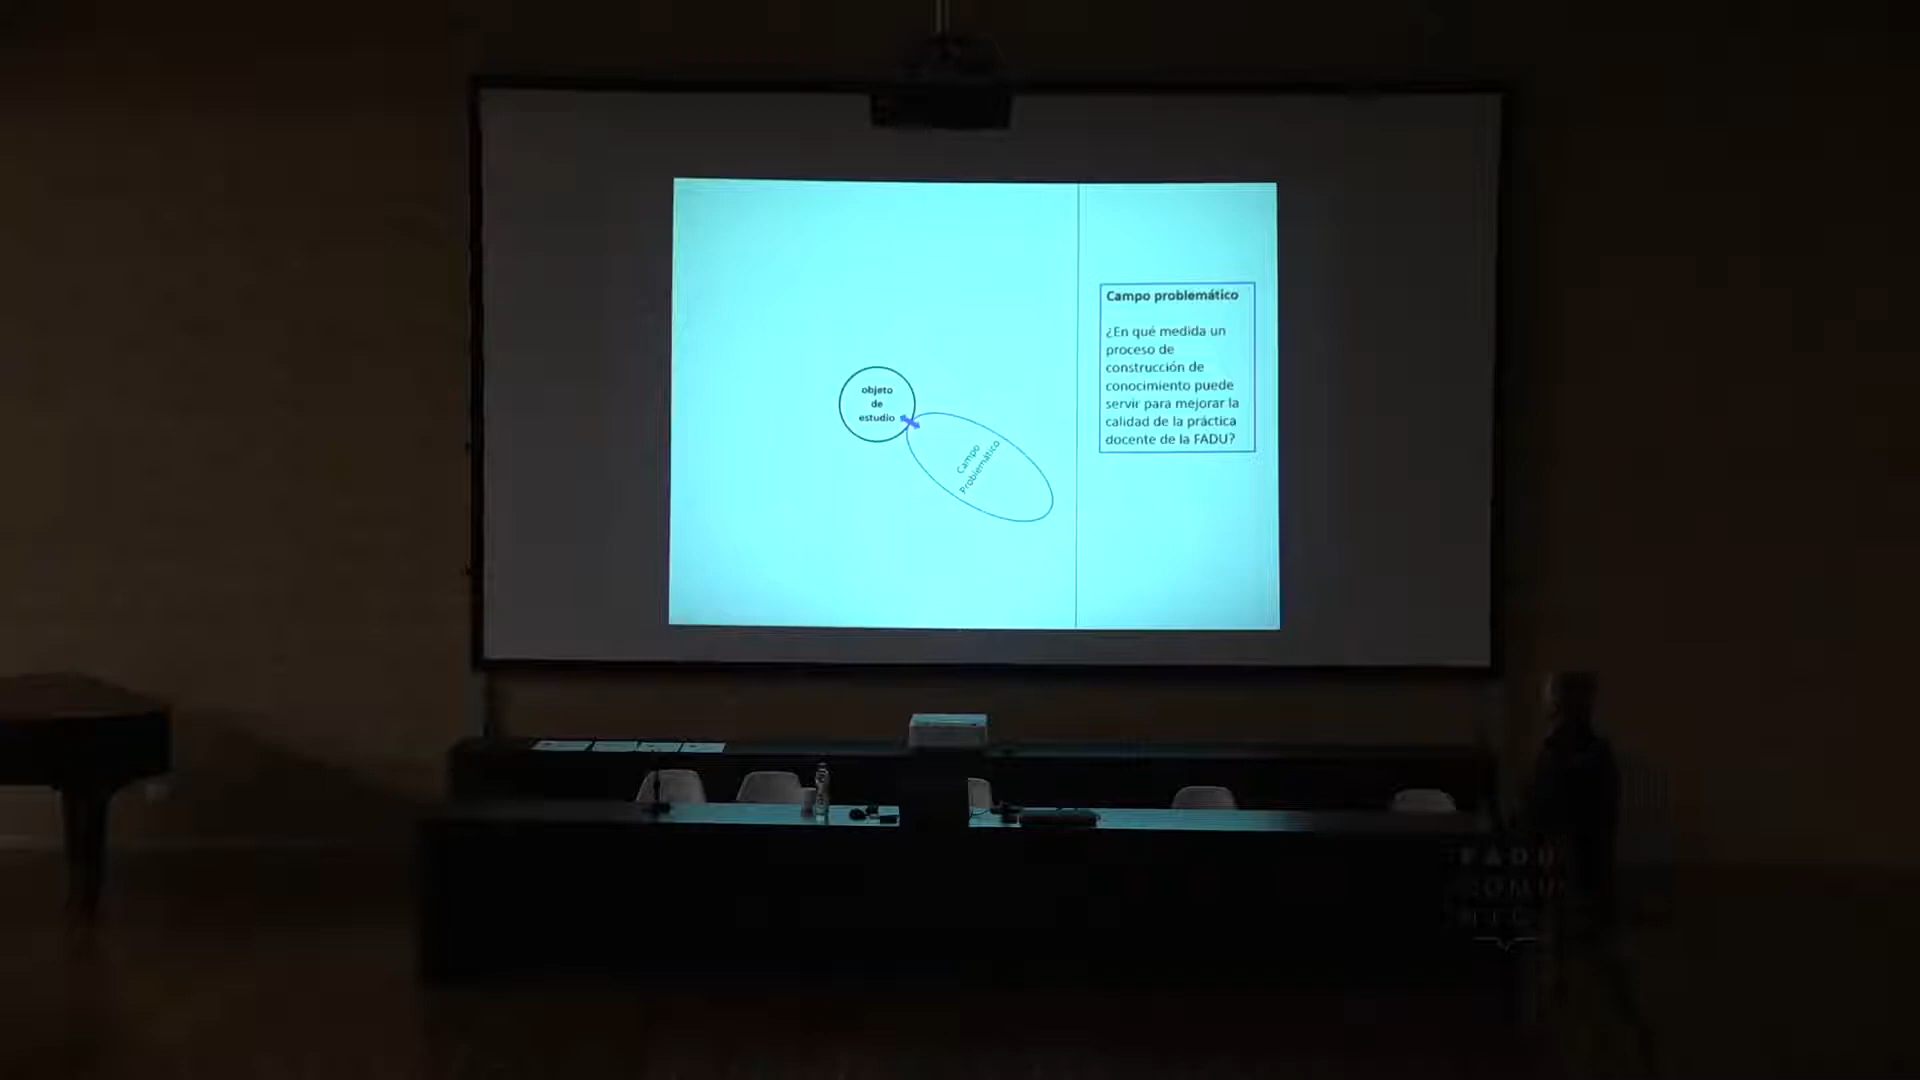 objeto
de
estudio
Campo
Problemático
Campo problemático
¿En qué medida un
proceso de
construcción de
conocimiento puede
servir para mejorar la
calidad de la práctica
docente de la FADU?
FADU